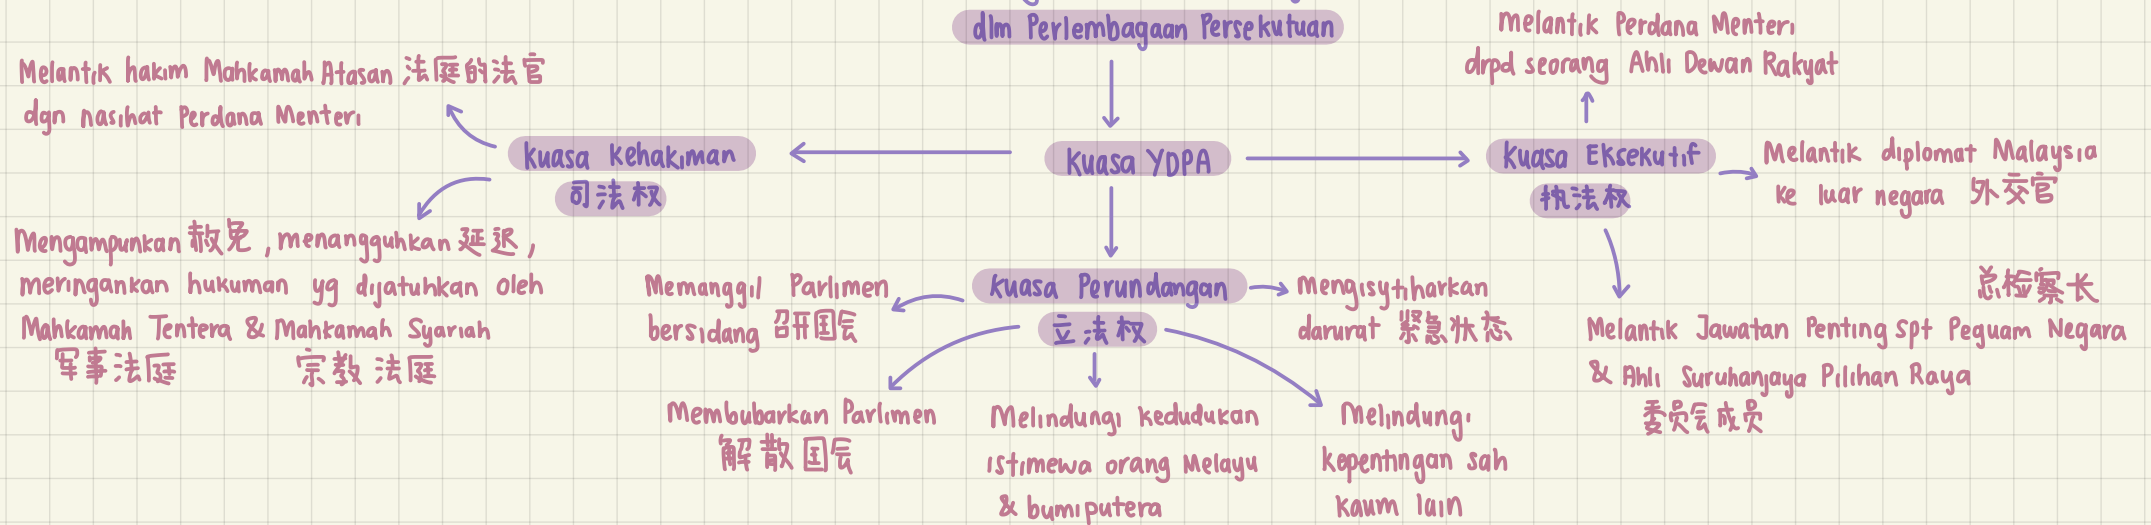 dlm Perlembagaan Persekutuan
Melantik hakim Mahkamah Atasan 法庭的法官
dgn nasihat Perdana Menteri
Kuasa Kehakiman
司法权
Mengampunkan 赦免, menangguhkan 延迟,
meringankan hukuman yg dijatuhkan oleh
Mahkamah Tentera & Mahkamah Syariah
军事法庭 宗教法庭
Kuasa YDPA
Kuasa Perundangan
立法权
Memanggil Parlimen
bersidang 召开国会
Mengisytiharkan
darurat 紧急状态
Membubarkan Parlimen
解散国会
Melindungi kedudukan
istimewa orang Melayu
& bumiputera
Melindungi
kepentingan sah
kaum lain
Melantik Perdana Menteri
drpd seorang Ahli Dewan Rakyat
Kuasa Eksekutif
执法权
Melantik diplomat Malaysia
ke luar negara 外交官
总检察长
Melantik Jawatan Penting spt Peguam Negara
& Ahli Suruhanjaya Pilihan Raya
委员会成员